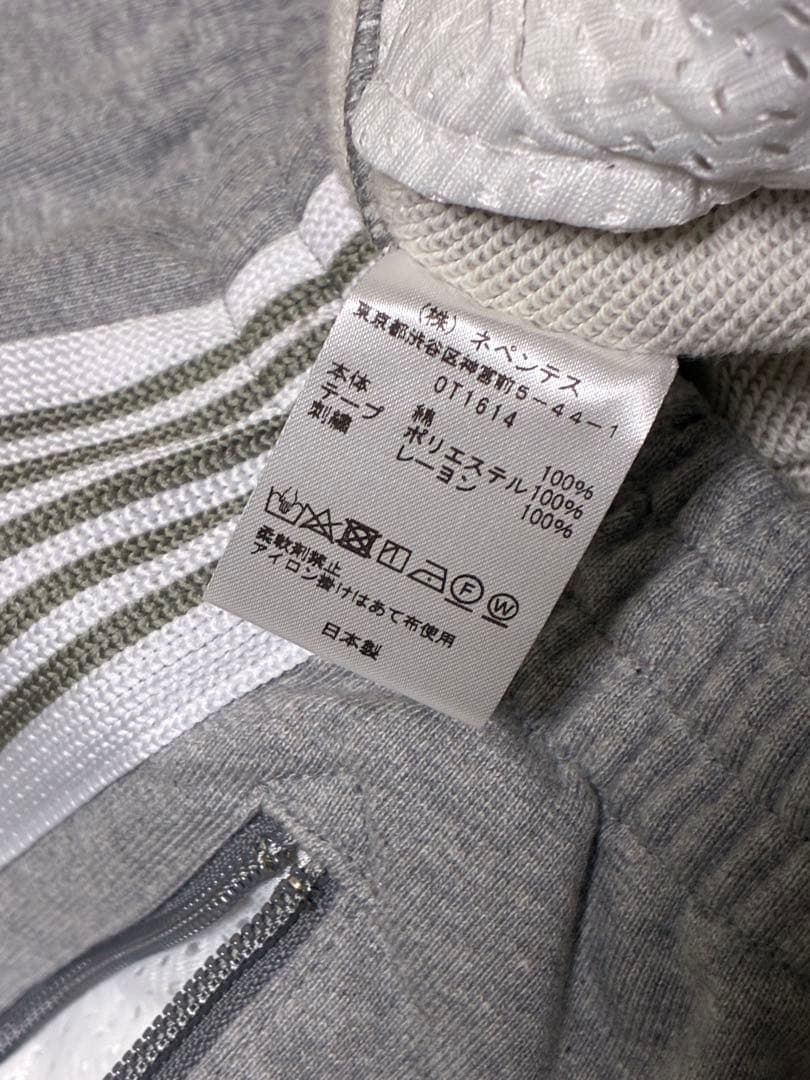 (株) ネペンテス
東京都渋谷区神宮前5-44-1
OT1614
本体 綿 100%
テープ ポリエステル100%
刺繍 レーヨン 100%
F W
柔軟剤禁止
アイロン掛けはあて布使用
日本製